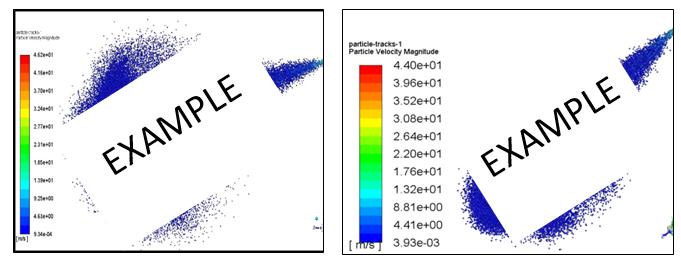 particle-tracks-
Particle Velocity Magnitude
4.62e+01
4.16e+01
3.70e+01
3.24e+01
2.77e+01
2.31e+01
1.85e+01
1.19e+01
9.25e+00
4.63e+00
9.34e-04
[m/s]
EXAMPLE
particle-tracks-1
Particle Velocity Magnitude
4.40e+01
3.96e+01
3.52e+01
3.08e+01
2.64e+01
2.20e+01
1.76e+01
1.32e+01
8.81e+00
4.41e+00
3.93e-03
[ m/s ]
EXAMPLE